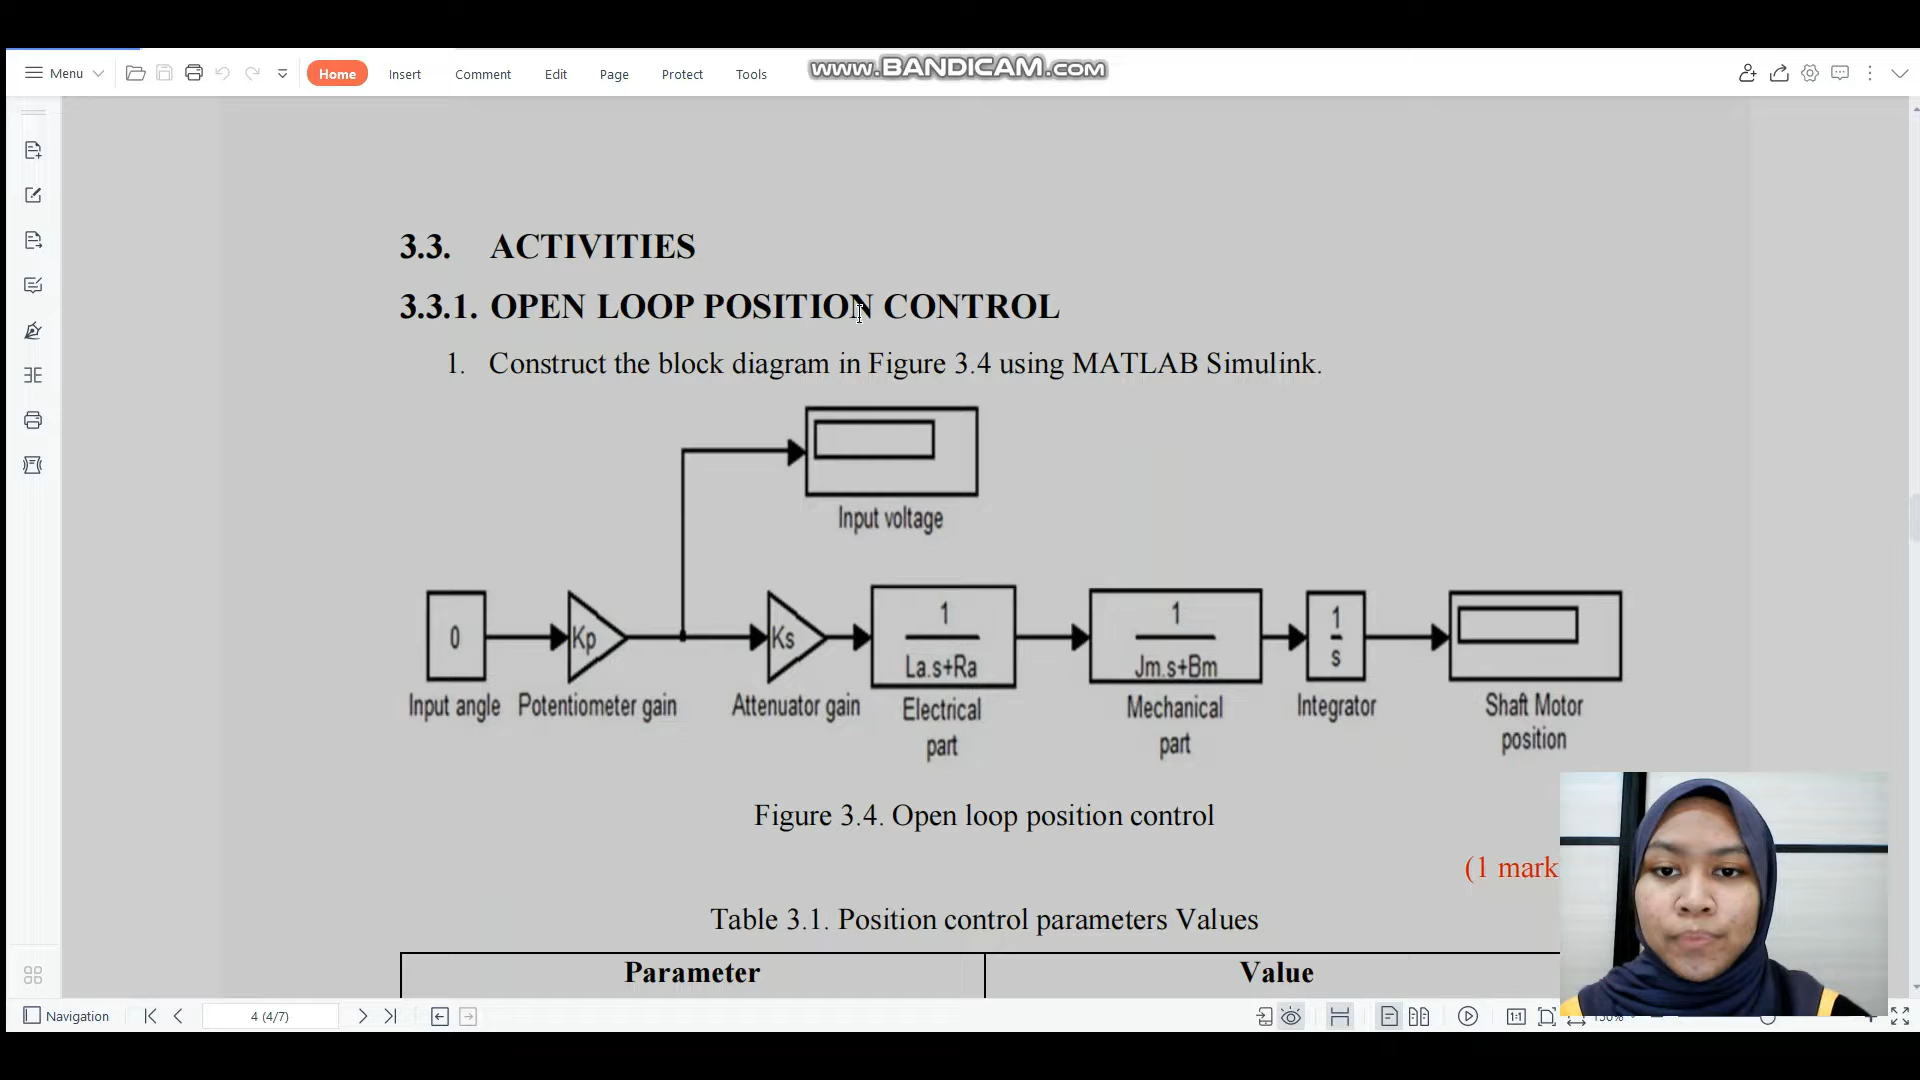 Menu
Home
Insert
Comment
Edit
Page
Protect
Tools
www.BANDICAM.com
3.3. ACTIVITIES
3.3.1. OPEN LOOP POSITION CONTROL
1. Construct the block diagram in Figure 3.4 using MATLAB Simulink.
Input voltage
0
Kp
Ks
1
La.s+Ra
1
Jm.s+Bm
1
s
Input angle
Potentiometer gain
Attenuator gain
Electrical
part
Mechanical
part
Integrator
Shaft Motor
position
Figure 3.4. Open loop position control
(1 mark
Table 3.1. Position control parameters Values
Parameter
Value
Navigation
4 (4/7)
1:1